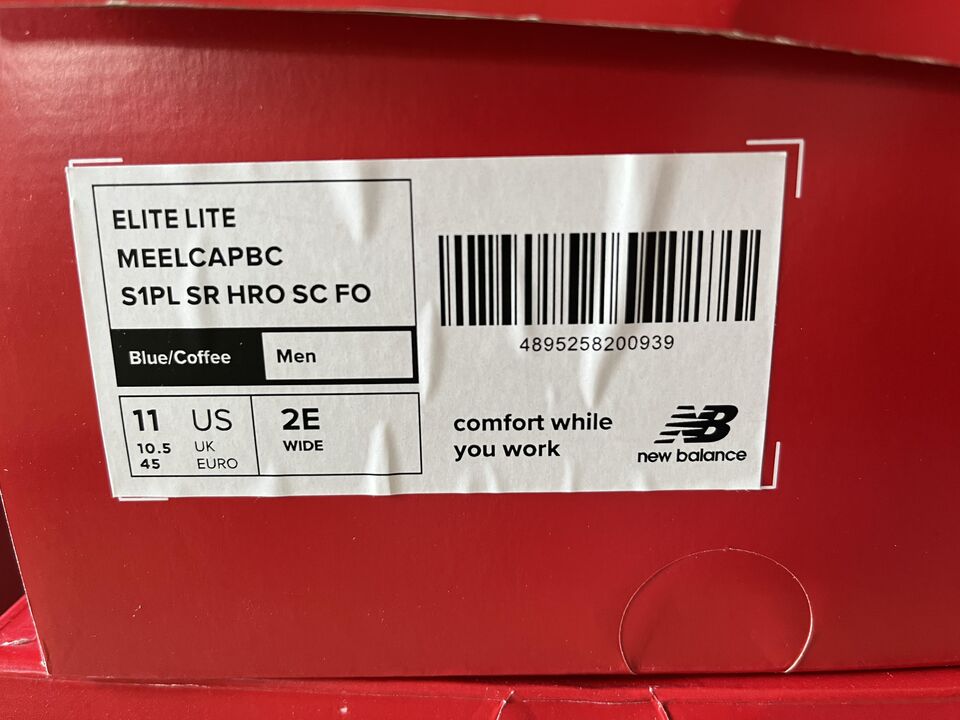 ELITE LITE
MEELCAPBC
S1PL SR HRO SC FO
Blue/Coffee
Men
11 US
10.5 UK
45 EURO
2E
WIDE
4895258200939
comfort while
you work
NB
new balance